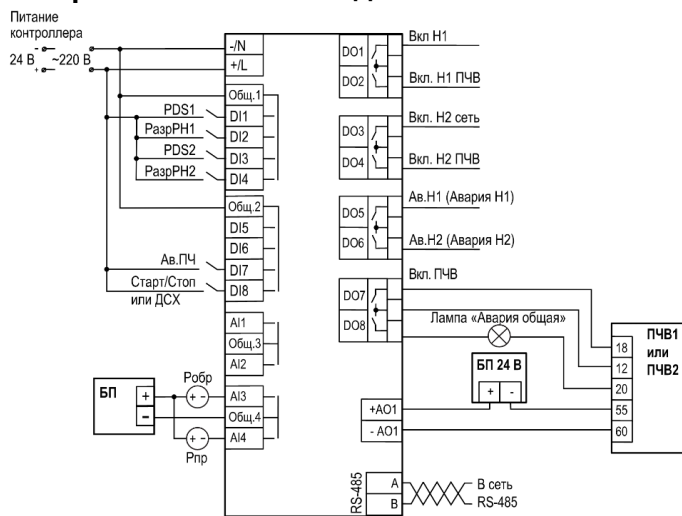 Питание
контроллера
24 В
~220 В
- +
-/N
+/L
Общ.1
PDS1
DI1
РазрРН1
DI2
PDS2
DI3
РазрРН2
DI4
Общ.2
DI5
DI6
Ав.ПЧ
DI7
Старт/Стоп
или ДСХ
DI8
AI1
Общ.3
AI2
БП
+
-
Робр
+ -
AI3
Общ.4
+ -
AI4
Рпр
DO1
Вкл Н1
DO2
Вкл. Н1 ПЧВ
DO3
Вкл. Н2 сеть
DO4
Вкл. Н2 ПЧВ
DO5
Ав.Н1 (Авария Н1)
DO6
Ав.Н2 (Авария Н2)
DO7
Вкл. ПЧВ
DO8
Лампа «Авария общая»
БП 24 В
+ -
+AO1
- AO1
18
12
20
55
60
ПЧВ1
или
ПЧВ2
RS-485
A
B
В сеть
RS-485